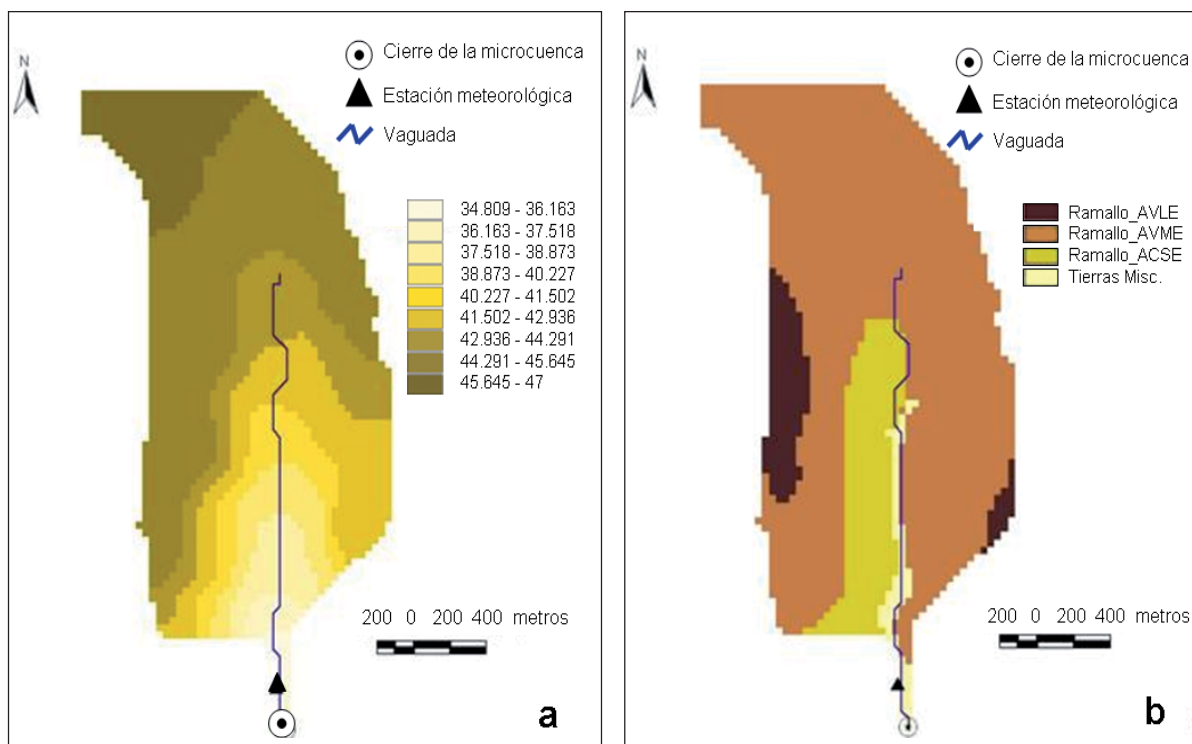 N
Cierre de la microcuenca
Estación meteorológica
Vaguada
34.809 - 36.163
36.163 - 37.518
37.518 - 38.873
38.873 - 40.227
40.227 - 41.502
41.502 - 42.936
42.936 - 44.291
44.291 - 45.645
45.645 - 47
200 0 200 400 metros
a
N
Cierre de la microcuenca
Estación meteorológica
Vaguada
Ramallo_AVLE
Ramallo_AVME
Ramallo_ACSE
Tierras Misc.
200 0 200 400 metros
b